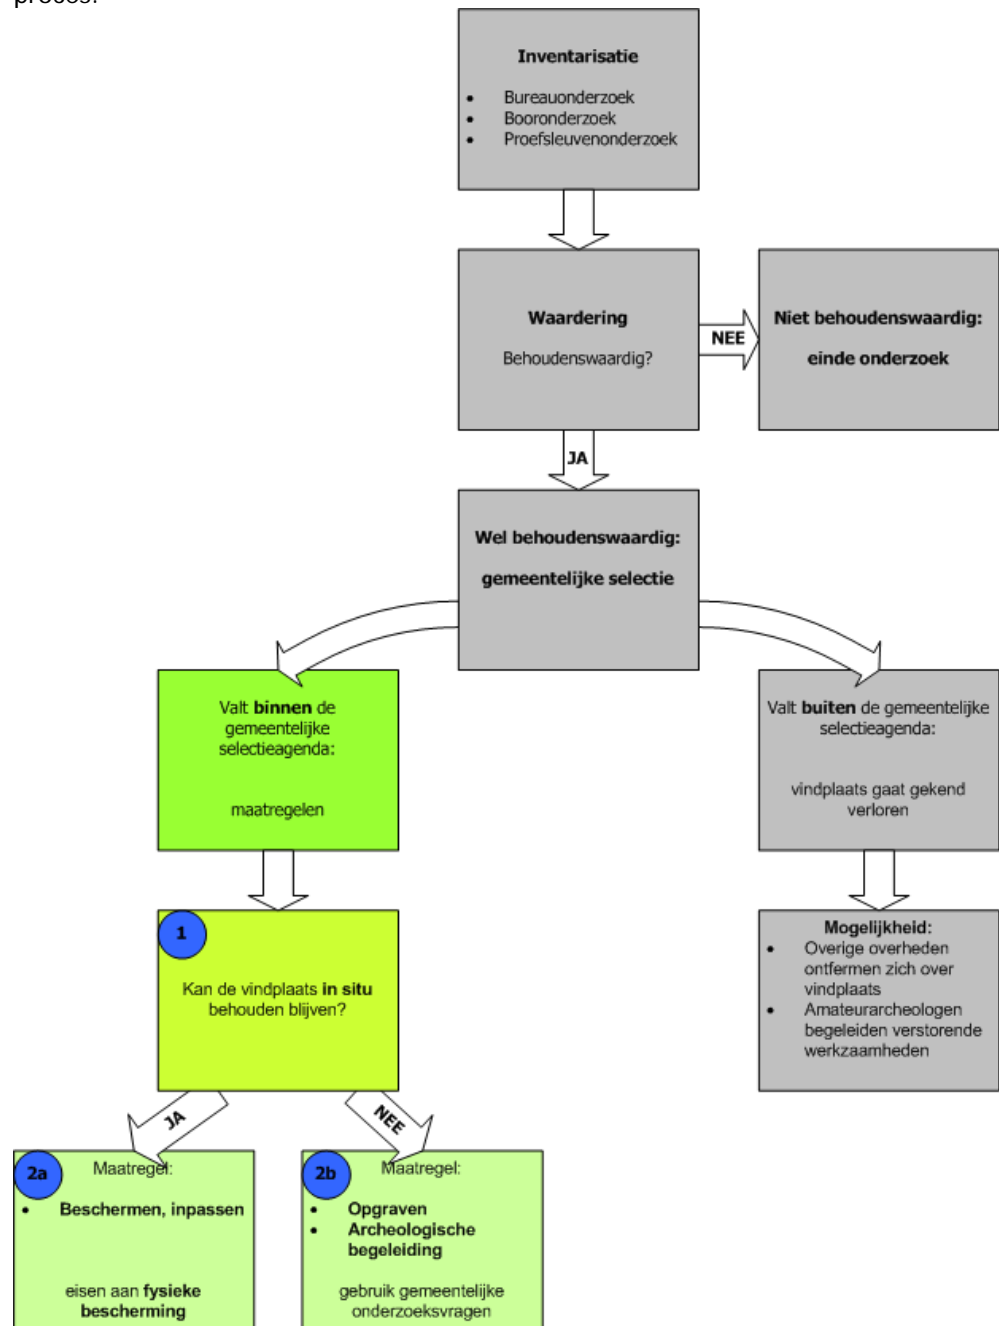 proces.
Inventarisatie
• Bureauonderzoek
• Booronderzoek
• Proefsleuvenonderzoek
Waardering
Behoudenswaardig?
NEE
Niet behoudenswaardig:
einde onderzoek
JA
Wel behoudenswaardig:
gemeentelijke selectie
Valt binnen de
gemeentelijke
selectieagenda:
maatregelen
Valt buiten de gemeentelijke
selectieagenda:
vindplaats gaat gekend
verloren
1
Kan de vindplaats in situ
behouden blijven?
Mogelijkheid:
• Overige overheden
ontfermen zich over
vindplaats
• Amateurarcheologen
begeleiden verstorende
werkzaamheden
JA
NEE
2a
Maatregel:
• Beschermen, inpassen
eisen aan fysieke
bescherming
2b
Maatregel:
• Opgraven
• Archeologische
begeleiding
gebruik gemeentelijke
onderzoeksvragen